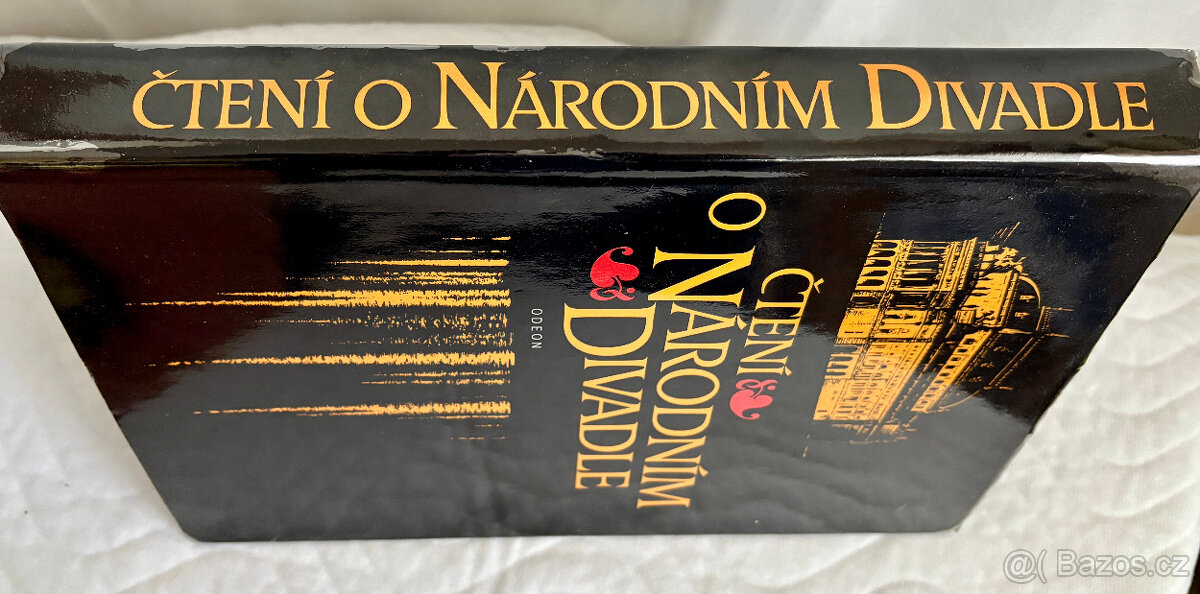 ČTENÍ O NÁRODNÍM DIVADLE
ČTENÍ
O NÁRODNÍM
DIVADLE
ODEON
@( Bazos.cz